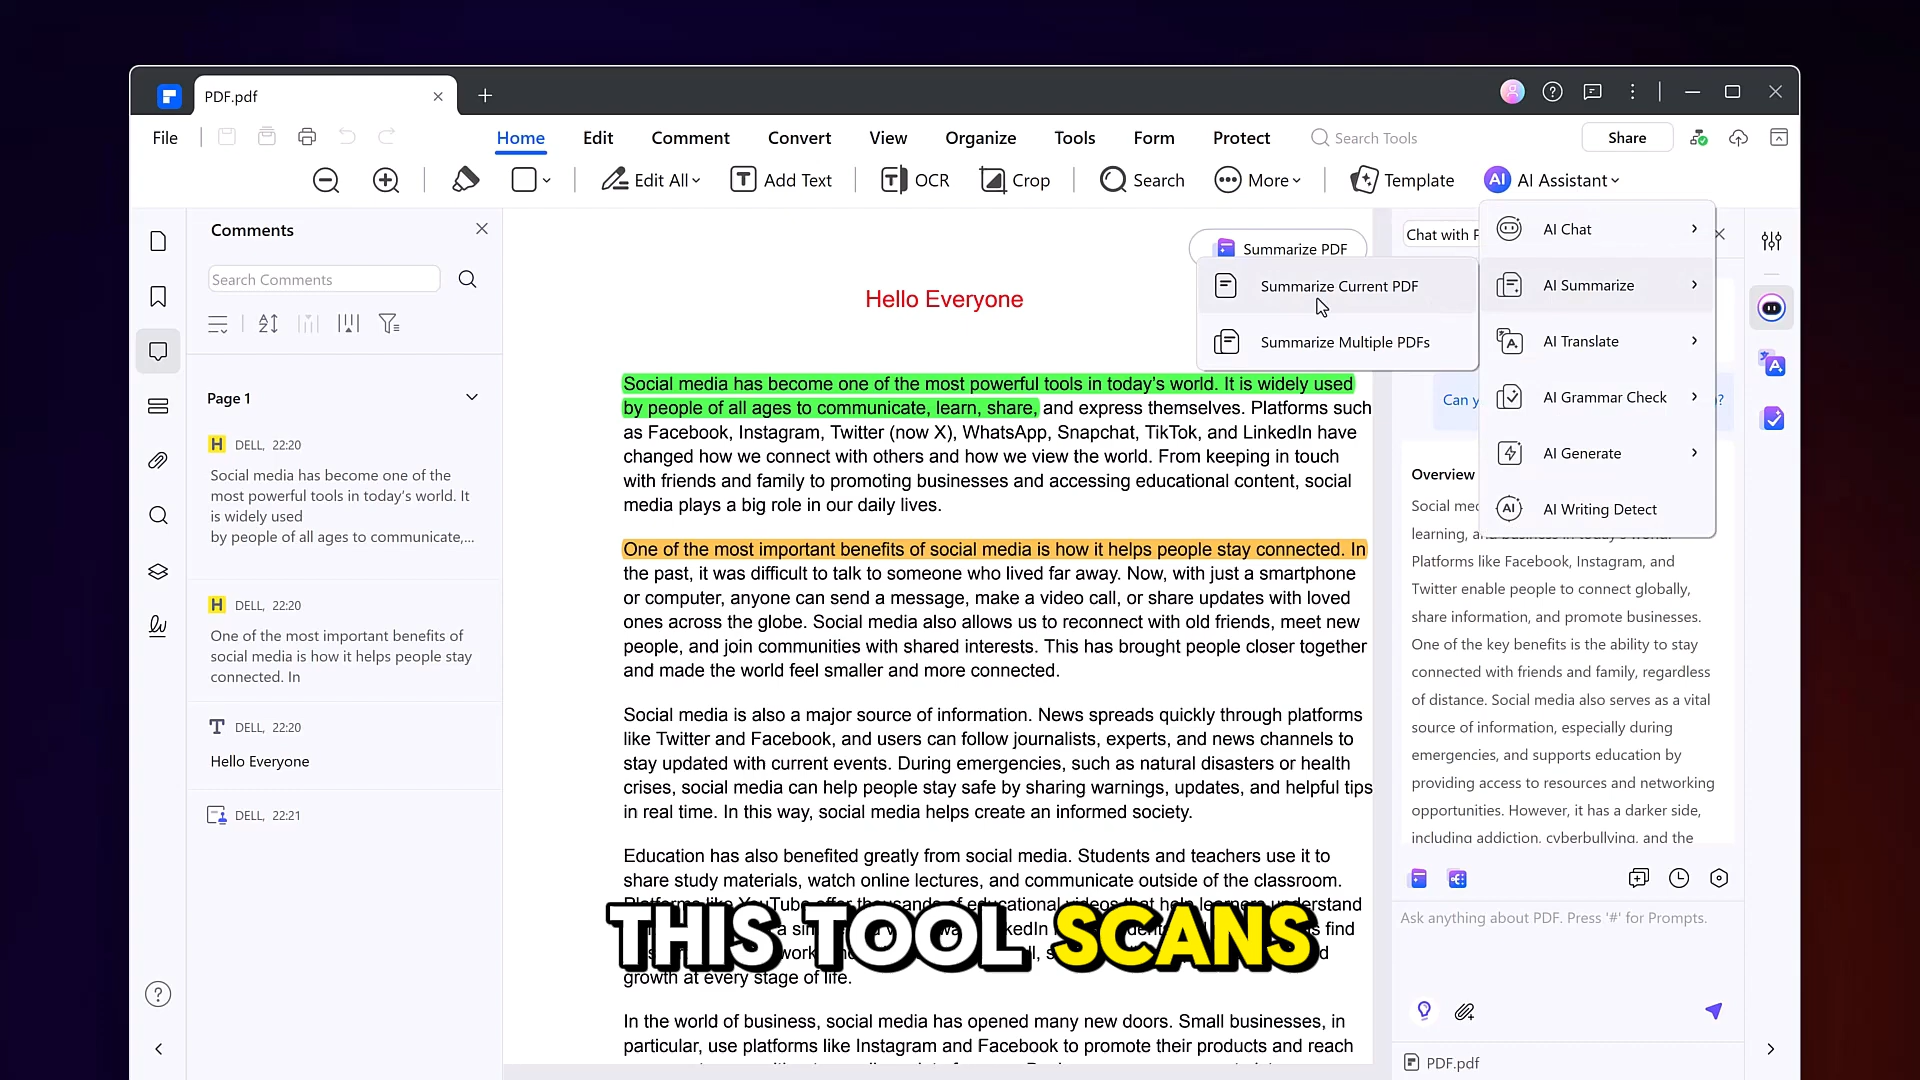 PDF.pdf
File
Home
Edit
Comment
Convert
View
Organize
Tools
Form
Protect
Search Tools
Share
Edit All
T
Add Text
T
OCR
Crop
Search
More
Template
AI
AI Assistant
Comments
Search Comments
Page 1
H DELL, 22:20
Social media has become one of the
most powerful tools in today's world. It
is widely used
by people of all ages to communicate,...
H DELL, 22:20
One of the most important benefits of
social media is how it helps people stay
connected. In
T DELL, 22:20
Hello Everyone
DELL, 22:21
Summarize PDF
Summarize Current PDF
Summarize Multiple PDFs
Hello Everyone
Social media has become one of the most powerful tools in today's world. It is widely used
by people of all ages to communicate, learn, share, and express themselves. Platforms such
as Facebook, Instagram, Twitter (now X), WhatsApp, Snapchat, TikTok, and LinkedIn have
changed how we connect with others and how we view the world. From keeping in touch
with friends and family to promoting businesses and accessing educational content, social
media plays a big role in our daily lives.
One of the most important benefits of social media is how it helps people stay connected. In
the past, it was difficult to talk to someone who lived far away. Now, with just a smartphone
or computer, anyone can send a message, make a video call, or share updates with loved
ones across the globe. Social media also allows us to reconnect with old friends, meet new
people, and join communities with shared interests. This has brought people closer together
and made the world feel smaller and more connected.
Social media is also a major source of information. News spreads quickly through platforms
like Twitter and Facebook, and users can follow journalists, experts, and news channels to
stay updated with current events. During emergencies, such as natural disasters or health
crises, social media can help people stay safe by sharing warnings, updates, and helpful tips
in real time. In this way, social media helps create an informed society.
Education has also benefited greatly from social media. Students and teachers use it to
share study materials, watch online lectures, and communicate outside of the classroom.
Platforms like YouTube offer thousands of educational videos that help learners understand
find
THIS TOOL SCANS
growth at every stage of life.
In the world of business, social media has opened many new doors. Small businesses, in
particular, use platforms like Instagram and Facebook to promote their products and reach
Chat with
AI Chat
AI Summarize
AI Translate
AI Grammar Check
AI Generate
AI
AI Writing Detect
Can
?
Overview
Social
learning,
Platforms like Facebook, Instagram, and
Twitter enable people to connect globally,
share information, and promote businesses.
One of the key benefits is the ability to stay
connected with friends and family, regardless
of distance. Social media also serves as a vital
source of information, especially during
emergencies, and supports education by
providing access to resources and networking
opportunities. However, it has a darker side,
including addiction, cyberbullying, and the
Ask anything about PDF. Press '#' for Prompts.
PDF.pdf